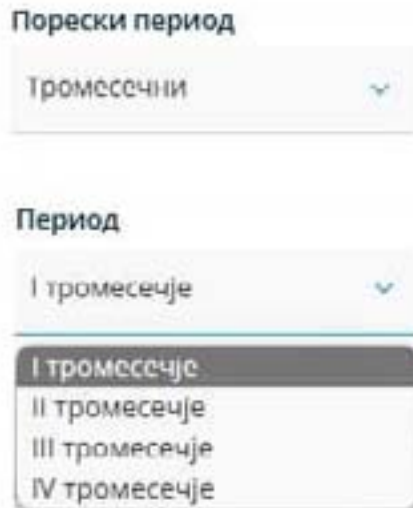 Порески период
Тромесечни
Период
I тромесечје
I тромесечје
II тромесечје
III тромесечје
IV тромесечје